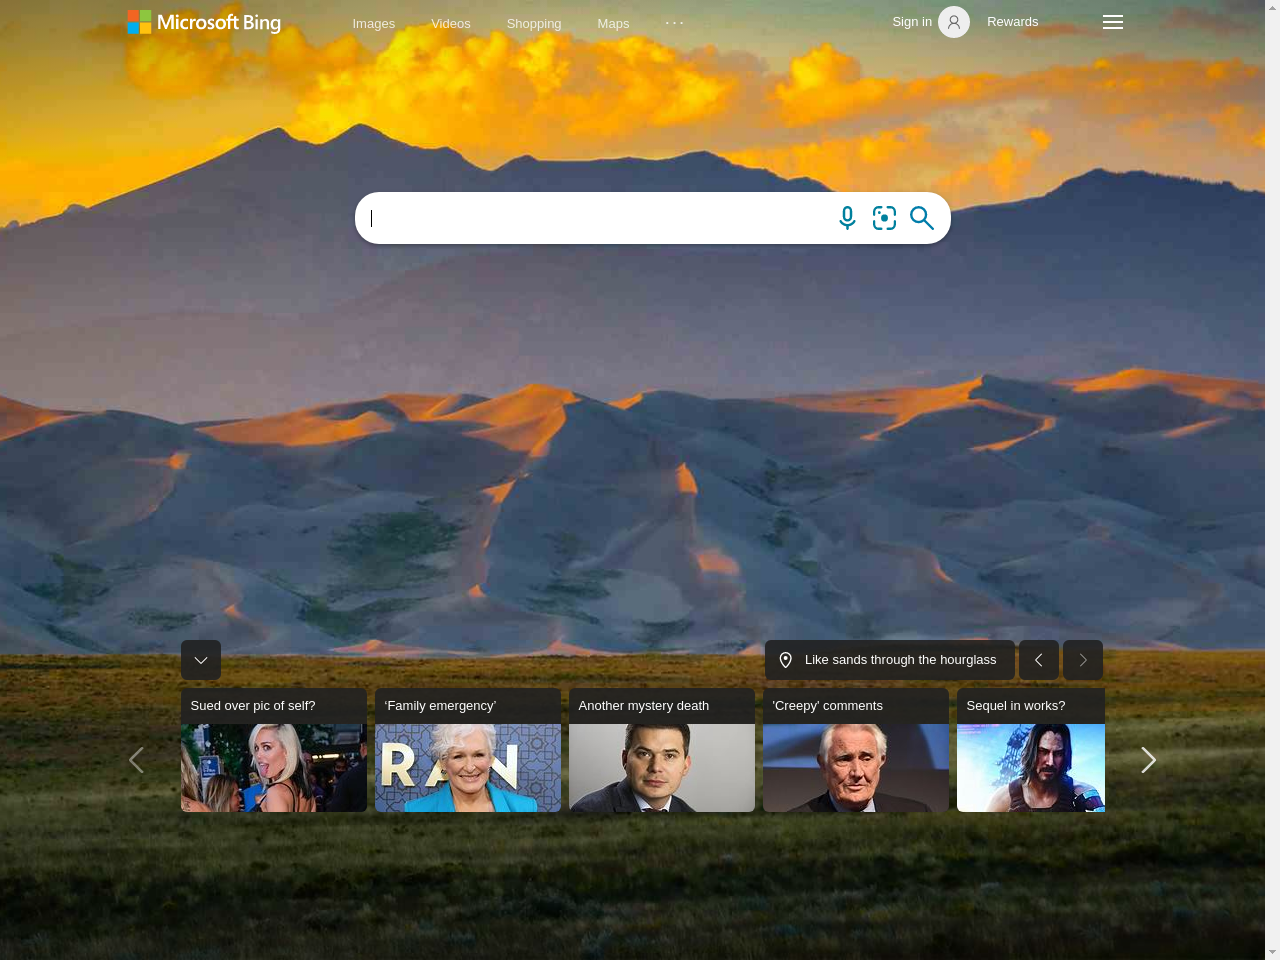 Microsoft Bing
Images
Videos
Shopping
Maps
...
Sign in
Rewards
Like sands through the hourglass
Sued over pic of self?
'Family emergency’
Another mystery death
'Creepy' comments
Sequel in works?
RAN